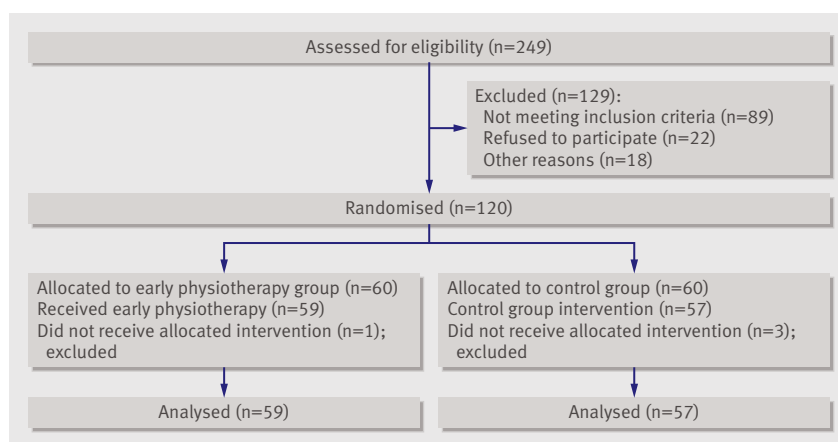 Assessed for eligibility (n=249)
Excluded (n=129):
Not meeting inclusion criteria (n=89)
Refused to participate (n=22)
Other reasons (n=18)
Randomised (n=120)
Allocated to early physiotherapy group (n=60)
Received early physiotherapy (n=59)
Did not receive allocated intervention (n=1);
excluded
Allocated to control group (n=60)
Control group intervention (n=57)
Did not receive allocated intervention (n=3);
excluded
Analysed (n=59)
Analysed (n=57)